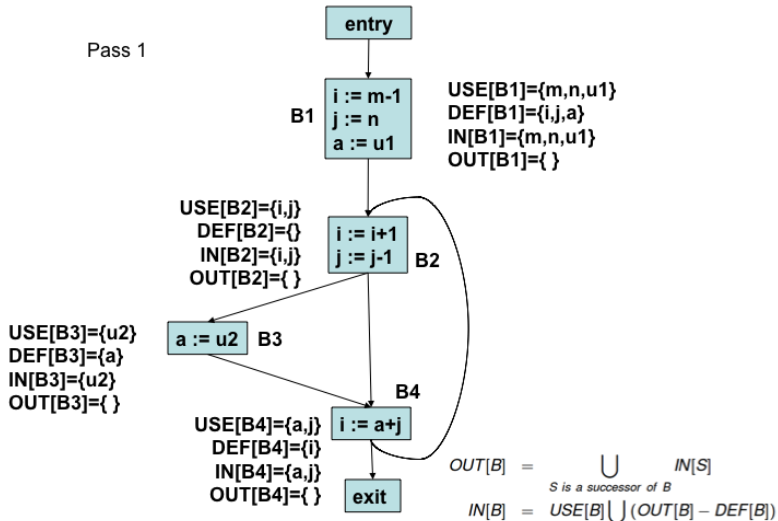 entry
Pass 1
i := m-1
j := n
a := u1
B1
USE[B1]={m,n,u1}
DEF[B1]={i,j,a}
IN[B1]={m,n,u1}
OUT[B1]={ }
USE[B2]={i,j}
DEF[B2]={}
IN[B2]={i,j}
OUT[B2]={ }
i := i+1
j := j-1
B2
USE[B3]={u2}
DEF[B3]={a}
IN[B3]={u2}
OUT[B3]={ }
a := u2
B3
B4
USE[B4]={a,j}
DEF[B4]={i}
IN[B4]={a,j}
OUT[B4]={ }
i := a+j
exit
OUT[B] = ⋃ IN[S]
S is a successor of B
IN[B] = USE[B]⋃(OUT[B] − DEF[B])